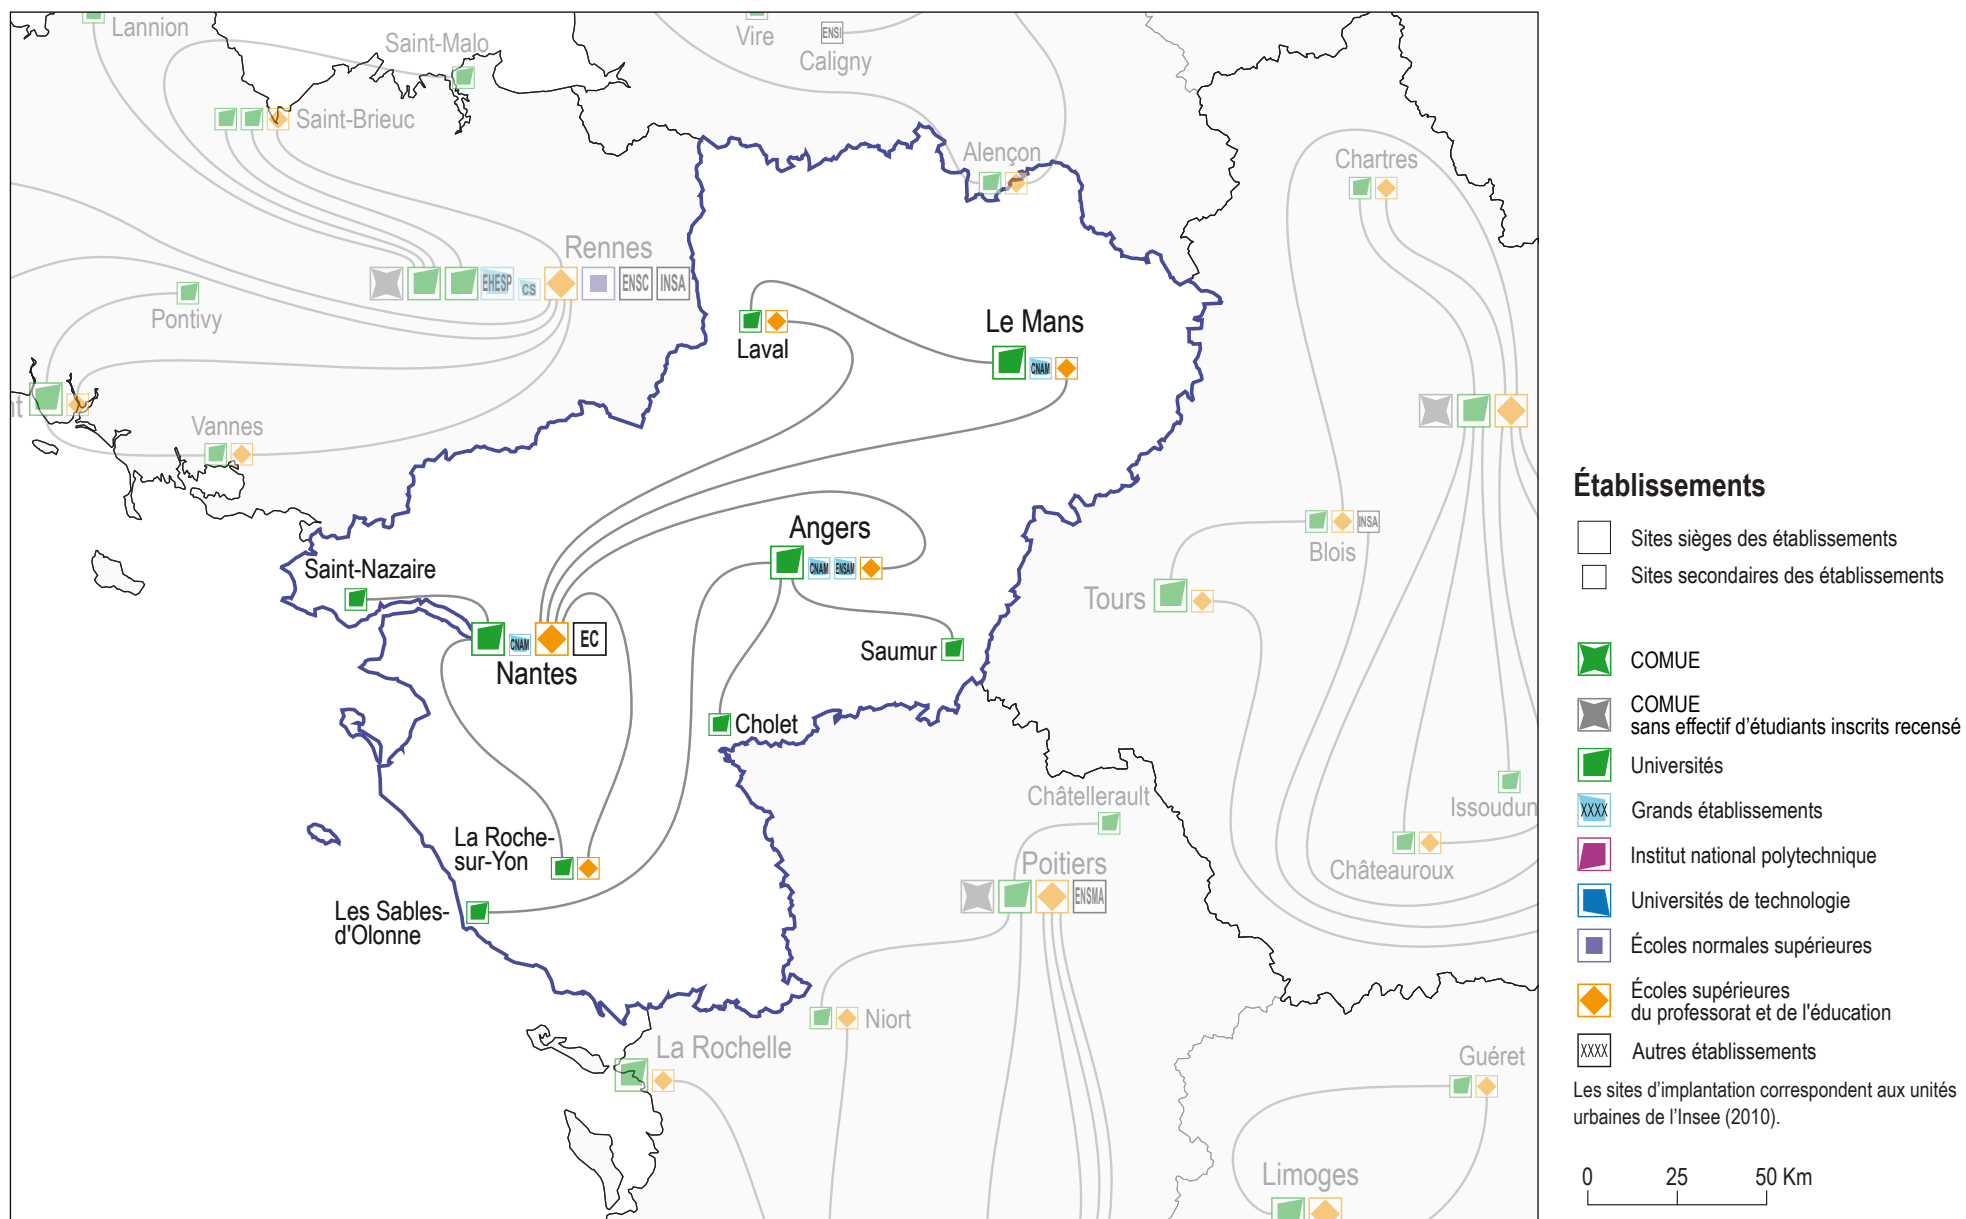 Lannion
Saint-Malo
Vire
ENSI
Caligny
Saint-Brieuc
Alençon
Chartres
Rennes
EHESP
CS
ENSC
INSA
Pontivy
Laval
Le Mans
CNAM
nt
Vannes
Angers
CNAM
ENSAM
INSA
Blois
Saint-Nazaire
Tours
CNAM
EC
Nantes
Saumur
Cholet
Châtellerault
Issoudun
La Roche-
sur-Yon
Poitiers
ENSMA
Châteauroux
Les Sables-
d'Olonne
Niort
La Rochelle
Guéret
Limoges
Établissements
Sites sièges des établissements
Sites secondaires des établissements
COMUE
COMUE
sans effectif d'étudiants inscrits recensé
Universités
XXXX
Grands établissements
Institut national polytechnique
Universités de technologie
Écoles normales supérieures
Écoles supérieures
du professorat et de l'éducation
XXXX
Autres établissements
Les sites d'implantation correspondent aux unités
urbaines de l'Insee (2010).
0 25 50 Km